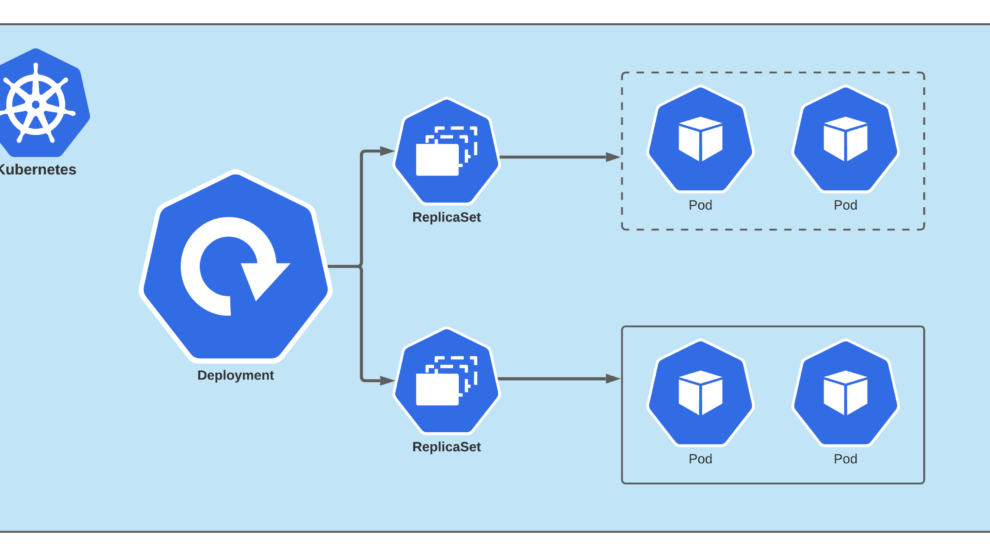 Kubernetes
Deployment
ReplicaSet
Pod
Pod
ReplicaSet
Pod
Pod